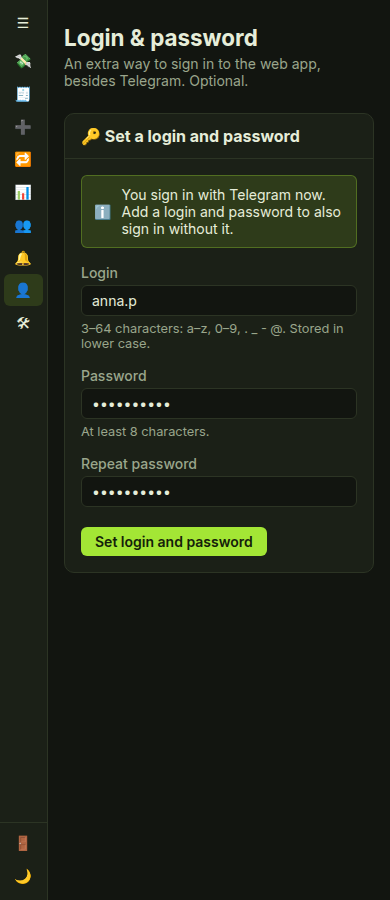 Login & password
An extra way to sign in to the web app,
besides Telegram. Optional.
🔑 Set a login and password
You sign in with Telegram now.
Add a login and password to also
sign in without it.
Login
anna.p
3–64 characters: a–z, 0–9, . _ - @. Stored in
lower case.
Password
••••••••••
At least 8 characters.
Repeat password
••••••••••
Set login and password